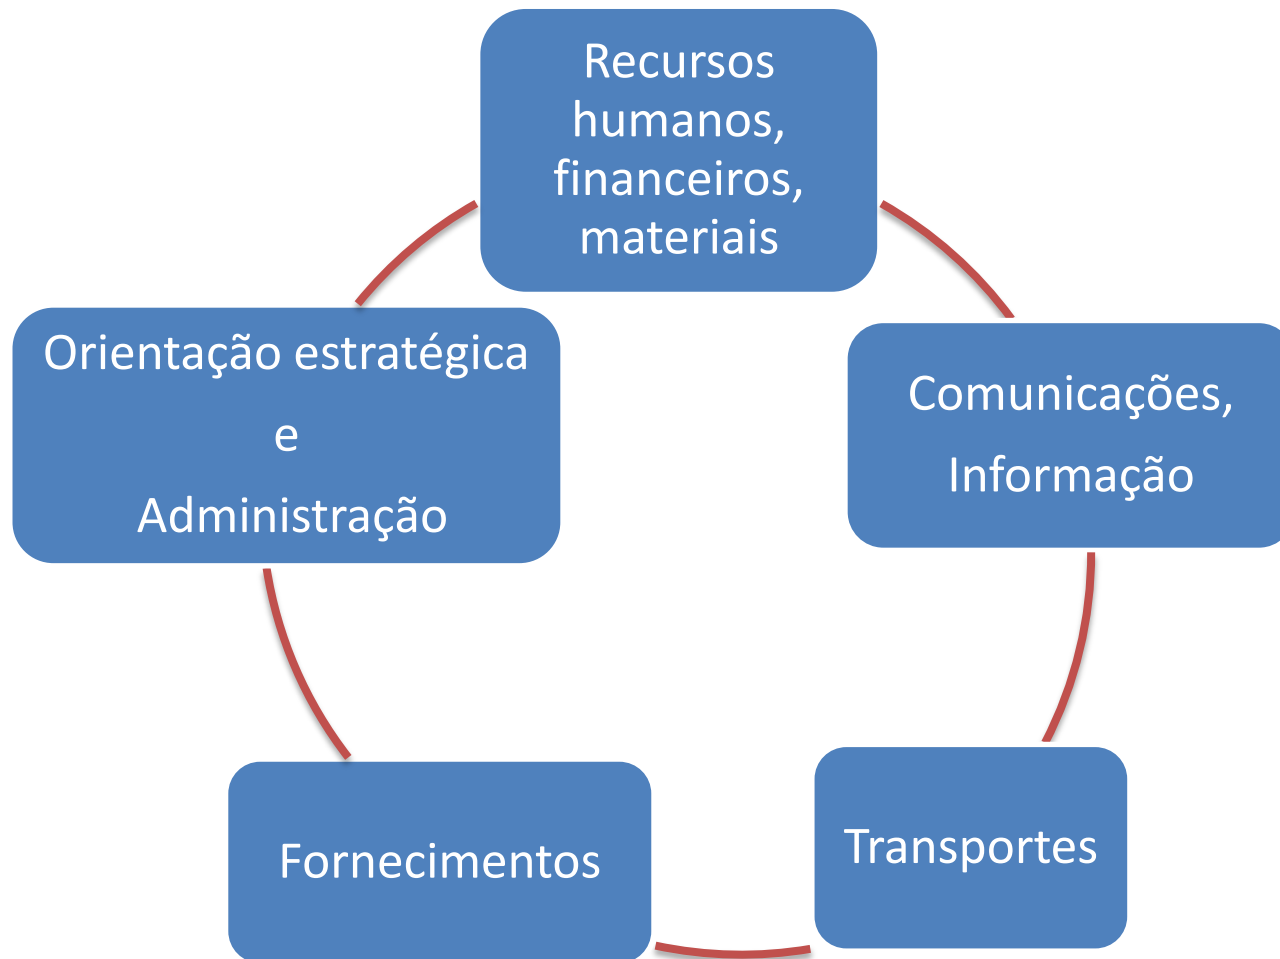 Recursos
humanos,
financeiros,
materiais
Orientação estratégica
e
Administração
Comunicações,
Informação
Fornecimentos
Transportes